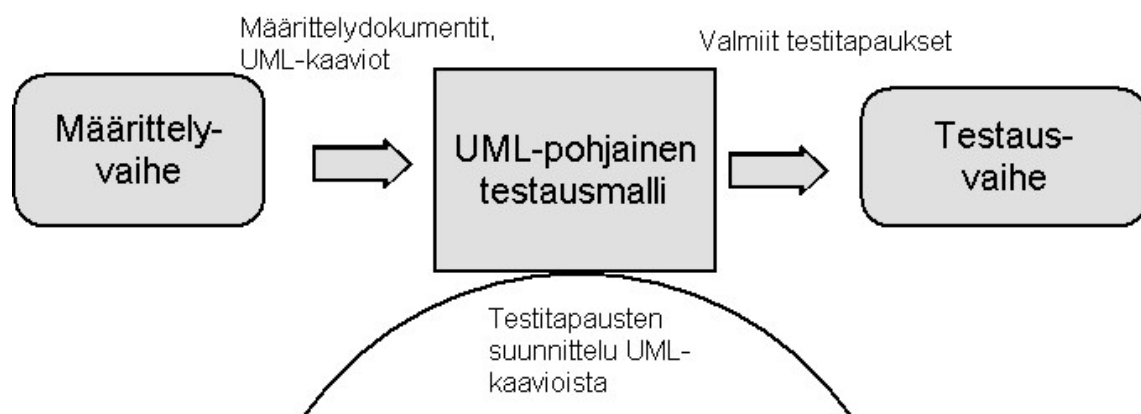 Määrittelydokumentit,
UML-kaaviot
Valmiit testitapaukset
Määrittely-
vaihe
UML-pohjainen
testausmalli
Testaus-
vaihe
Testitapausten
suunnittelu UML-
kaavioista